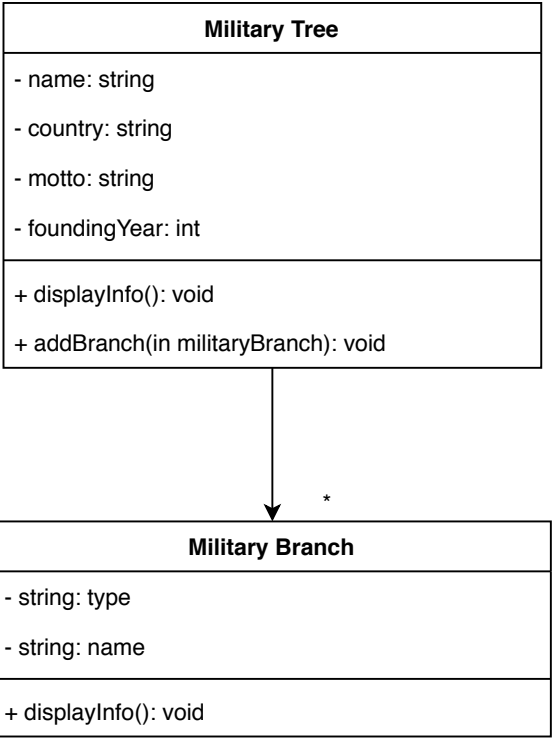 Military Tree
- name: string
- country: string
- motto: string
- foundingYear: int
+ displayInfo(): void
+ addBranch(in militaryBranch): void
*
Military Branch
- string: type
- string: name
+ displayInfo(): void